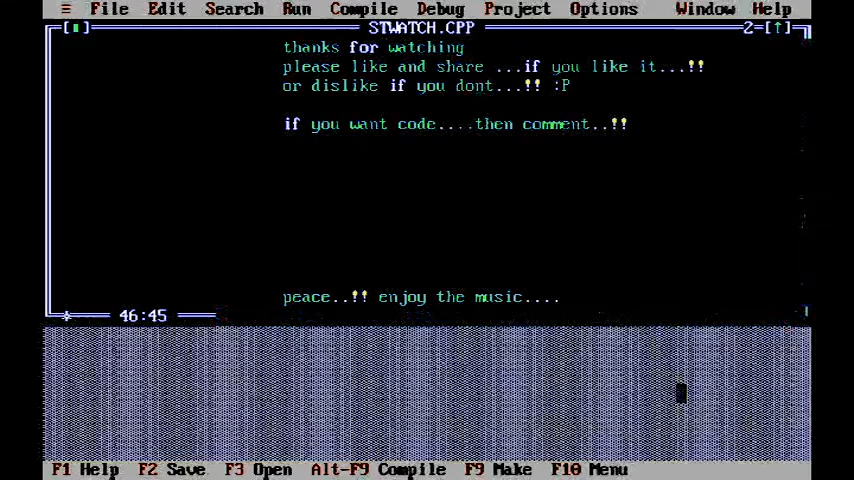 ≡ File Edit Search Run Compile Debug Project Options Window Help
[■] STWATCH.CPP 2=[↑]
thanks for watching
please like and share ...if you like it...!!
or dislike if you dont...!! :P
if you want code....then comment..!!
peace..!! enjoy the music....
* 46:45
F1 Help F2 Save F3 Open Alt-F9 Compile F9 Make F10 Menu